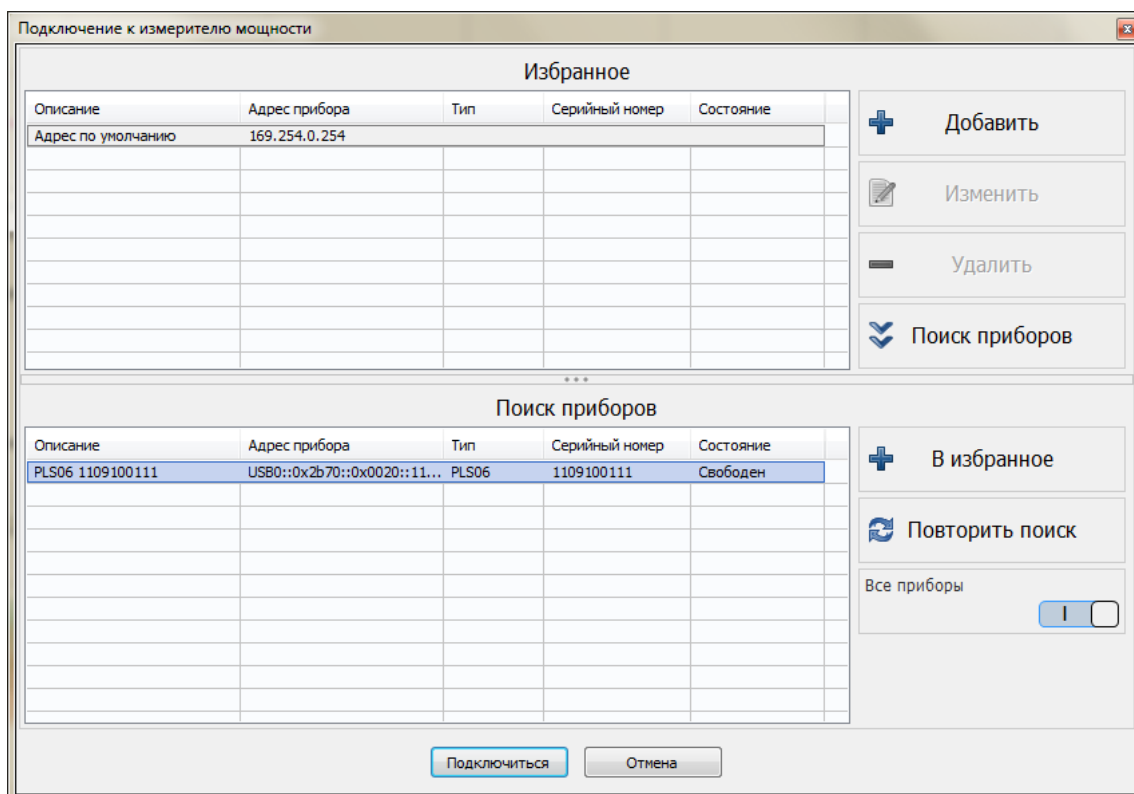 Подключение к измерителю мощности
Избранное
Описание Адрес прибора Тип Серийный номер Состояние
Адрес по умолчанию 169.254.0.254
Добавить
Изменить
Удалить
Поиск приборов
Поиск приборов
Описание Адрес прибора Тип Серийный номер Состояние
PLS06 1109100111 USB0::0x2b70::0x0020::11... PLS06 1109100111 Свободен
В избранное
Повторить поиск
Все приборы
Подключиться Отмена